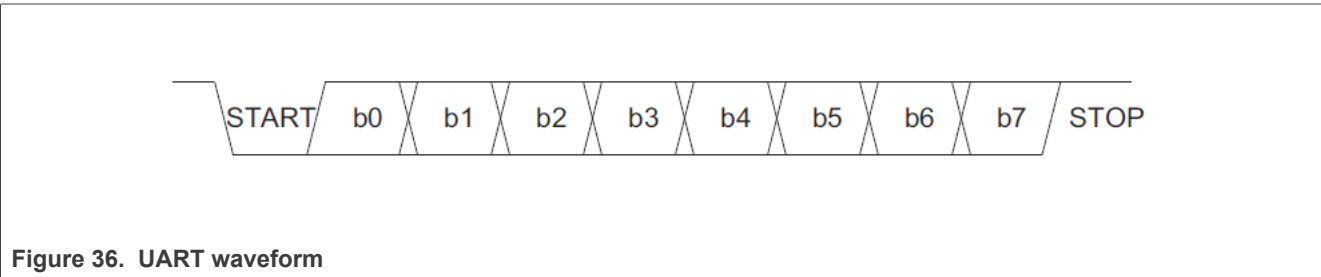 START b0 b1 b2 b3 b4 b5 b6 b7 STOP
Figure 36. UART waveform